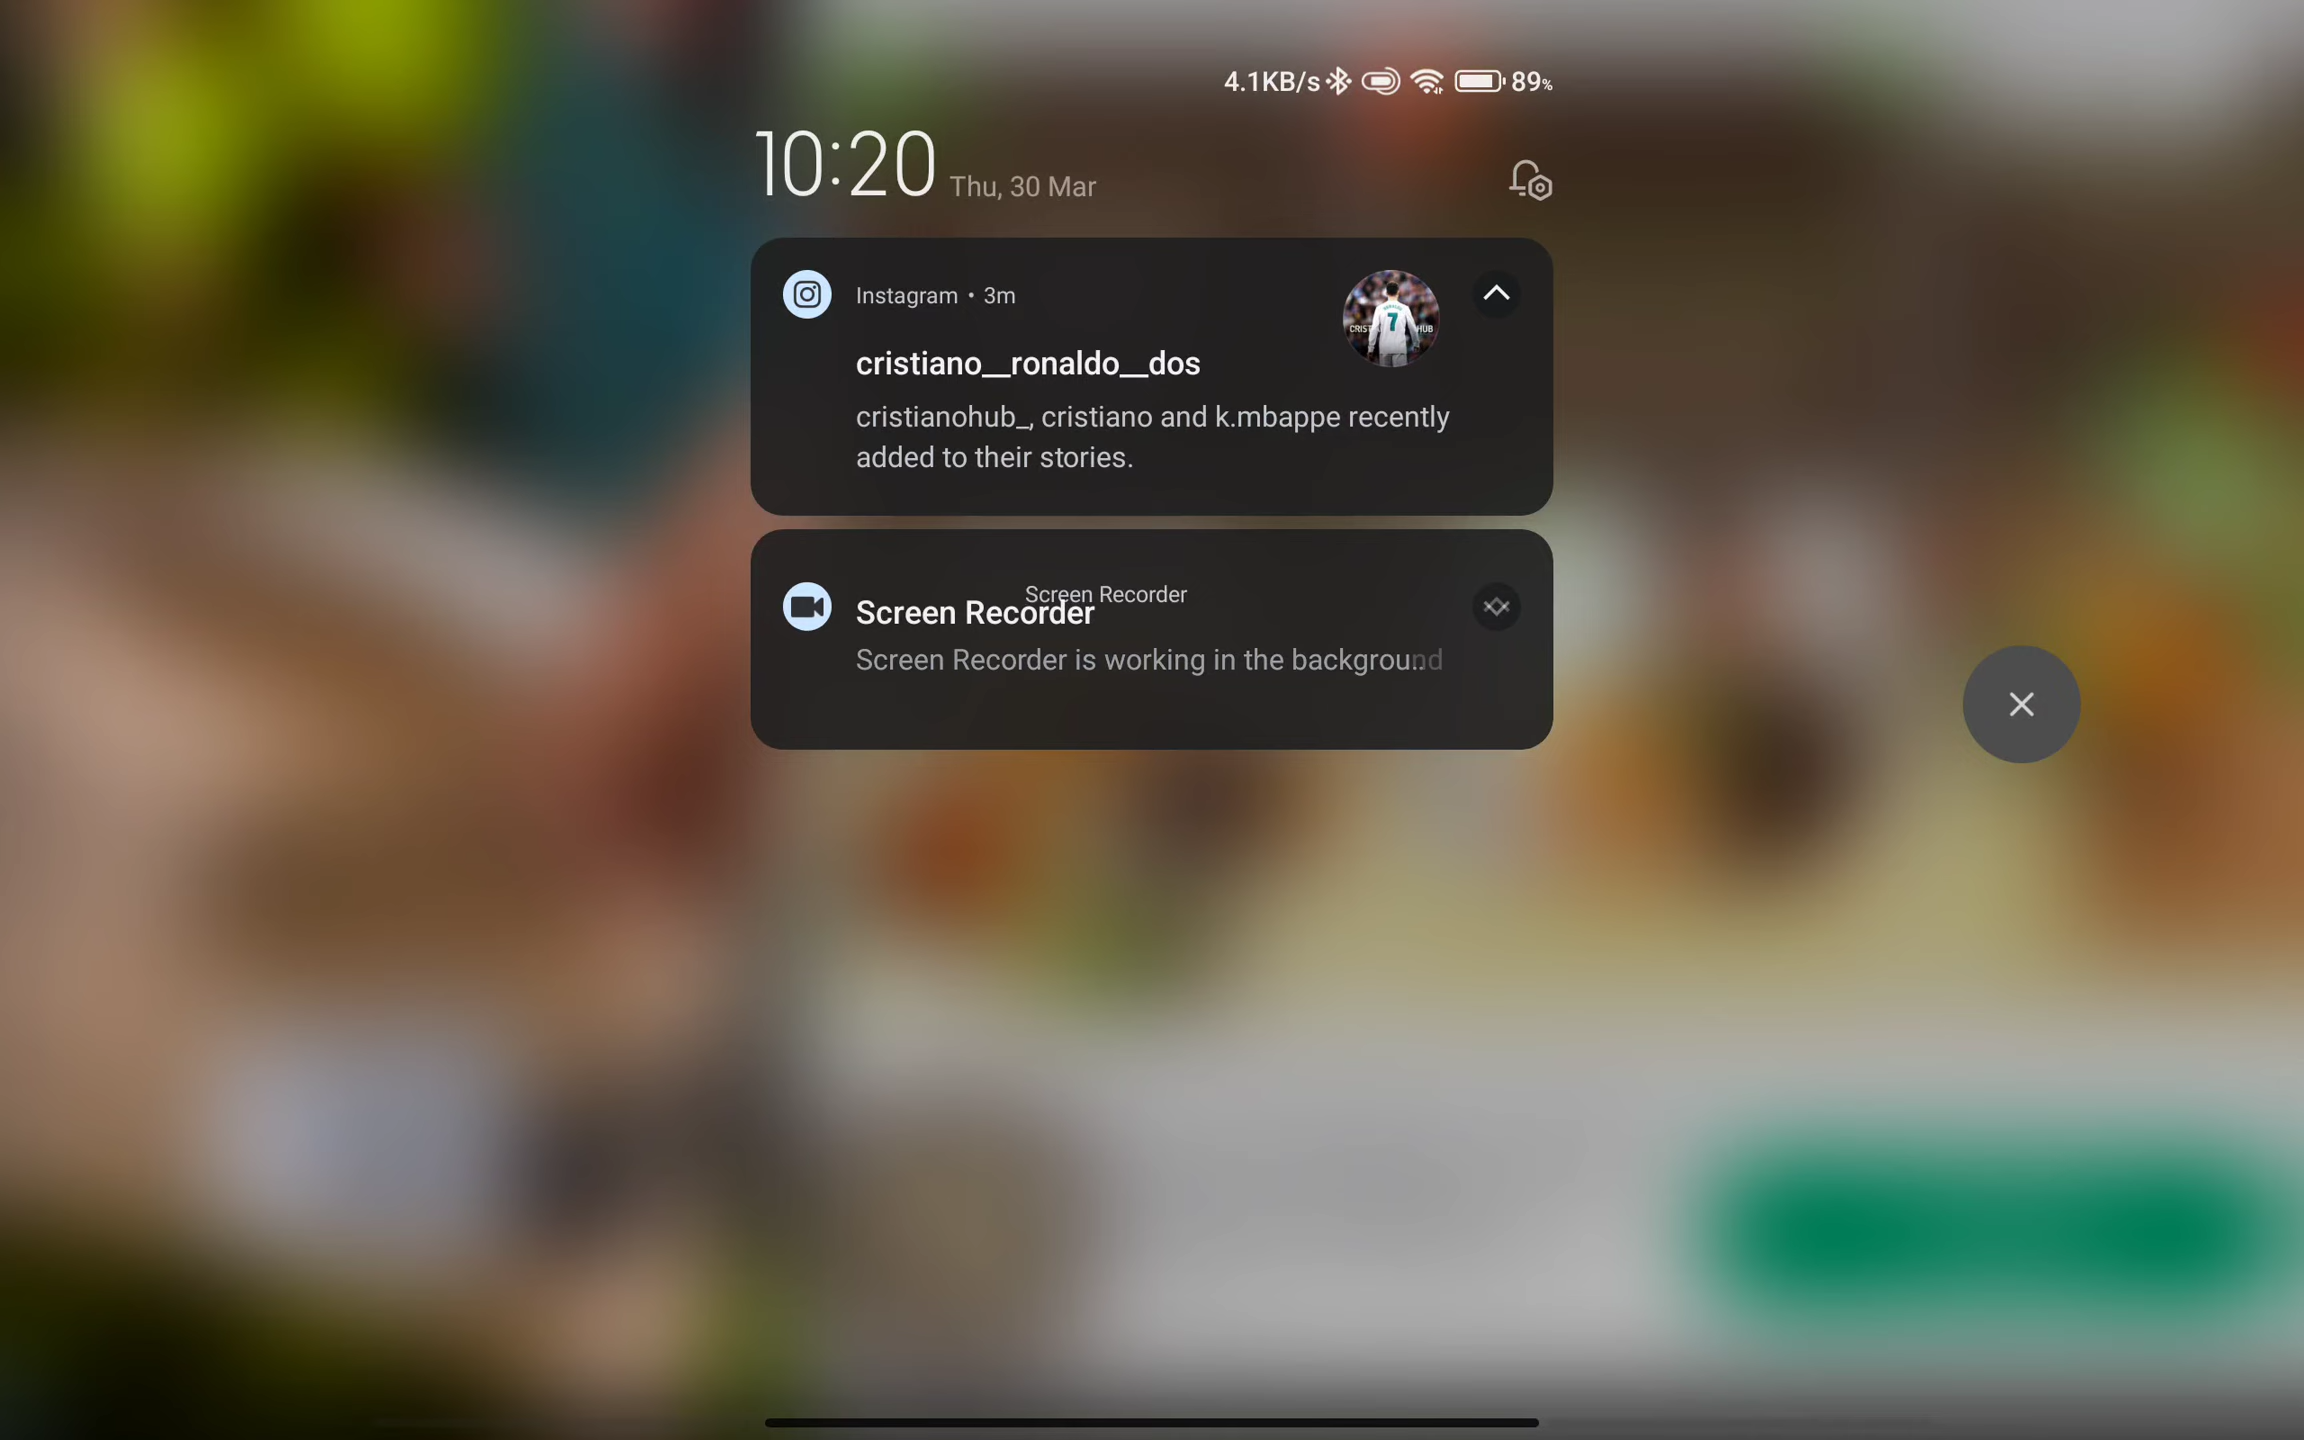 4.1KB/s 89%
10:20 Thu, 30 Mar
Instagram • 3m
7
cristiano__ronaldo__dos
cristianohub_, cristiano and k.mbappe recently
added to their stories.
Screen Recorder
Screen Recorder
Screen Recorder is working in the background